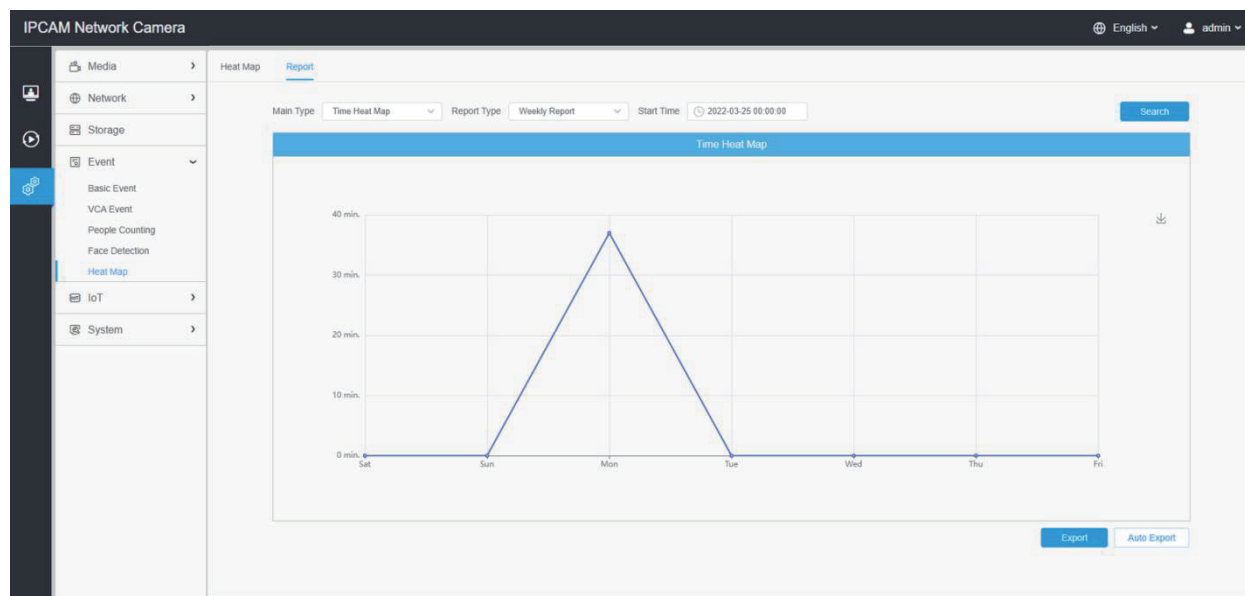 IPCAM Network Camera
English
admin
Media
Network
Storage
Event
Basic Event
VCA Event
People Counting
Face Detection
Heat Map
IoT
System
Heat Map Report
Main Type Time Heat Map Report Type Weekly Report Start Time 2022-03-25 00:00:00 Search
Time Heat Map
40 min.
30 min.
20 min.
10 min.
0 min.
Sat Sun Mon Tue Wed Thu Fri
Export Auto Export